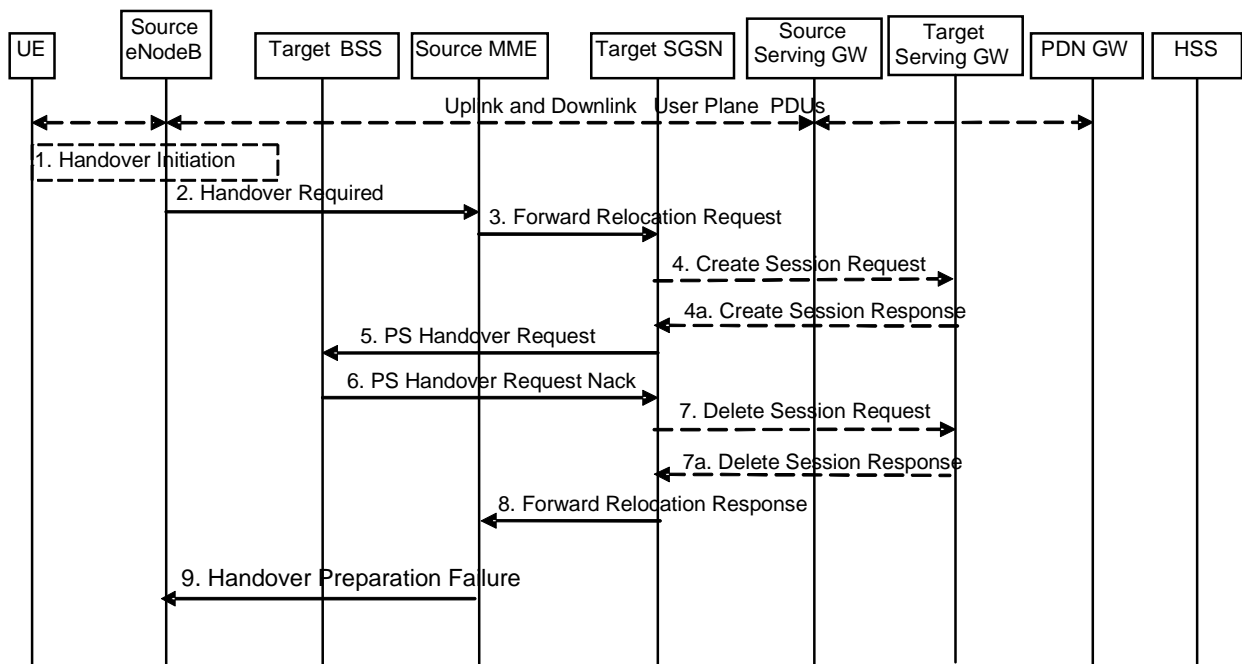 UE
Source
eNodeB
Target BSS
Source MME
Target SGSN
Source
Serving GW
Target
Serving GW
PDN GW
HSS
Uplink and Downlink User Plane PDUs
1. Handover Initiation
2. Handover Required
3. Forward Relocation Request
4. Create Session Request
4a. Create Session Response
5. PS Handover Request
6. PS Handover Request Nack
7. Delete Session Request
7a. Delete Session Response
8. Forward Relocation Response
9. Handover Preparation Failure